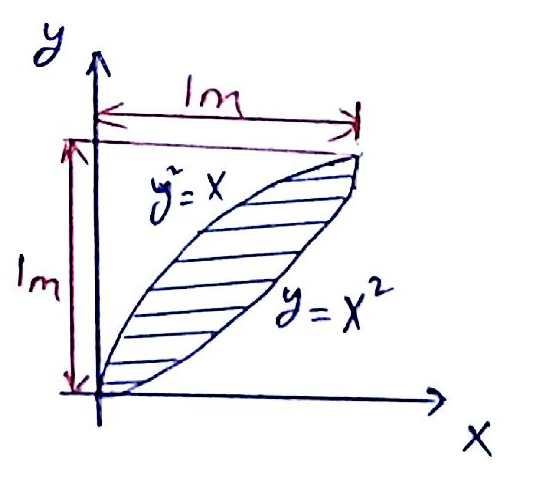 y
1m
y² = x
1m
y = x²
x